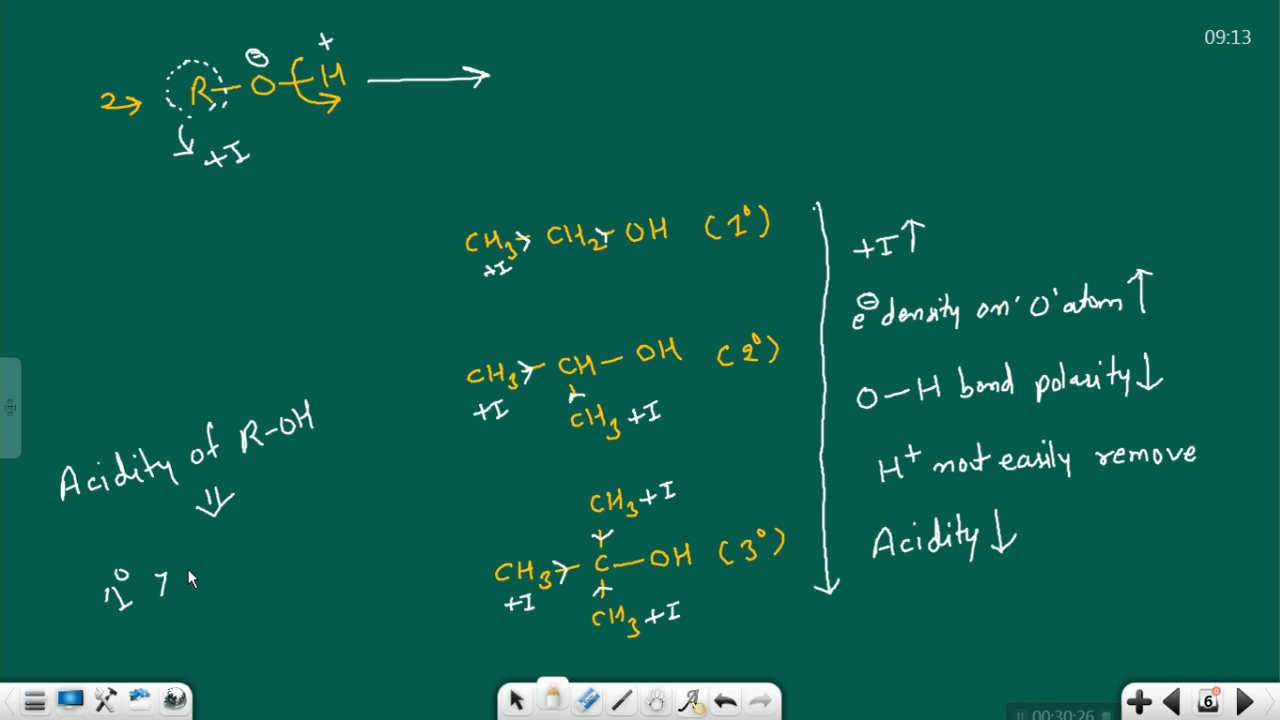 09:13
2→ R-O-H ⊖ + ⟶
+I
CH3 CH2 OH (1°)
+I
+I↑
e⊖ density on 'O' atom↑
CH3 - CH - OH (2°)
+I
CH3 +I
O-H bond polarity↓
Acidity of R-OH
⇓
H+ not easily remove
CH3 +I
CH3 - C - OH (3°)
+I
CH3 +I
Acidity↓
1° >
6
00:30:26